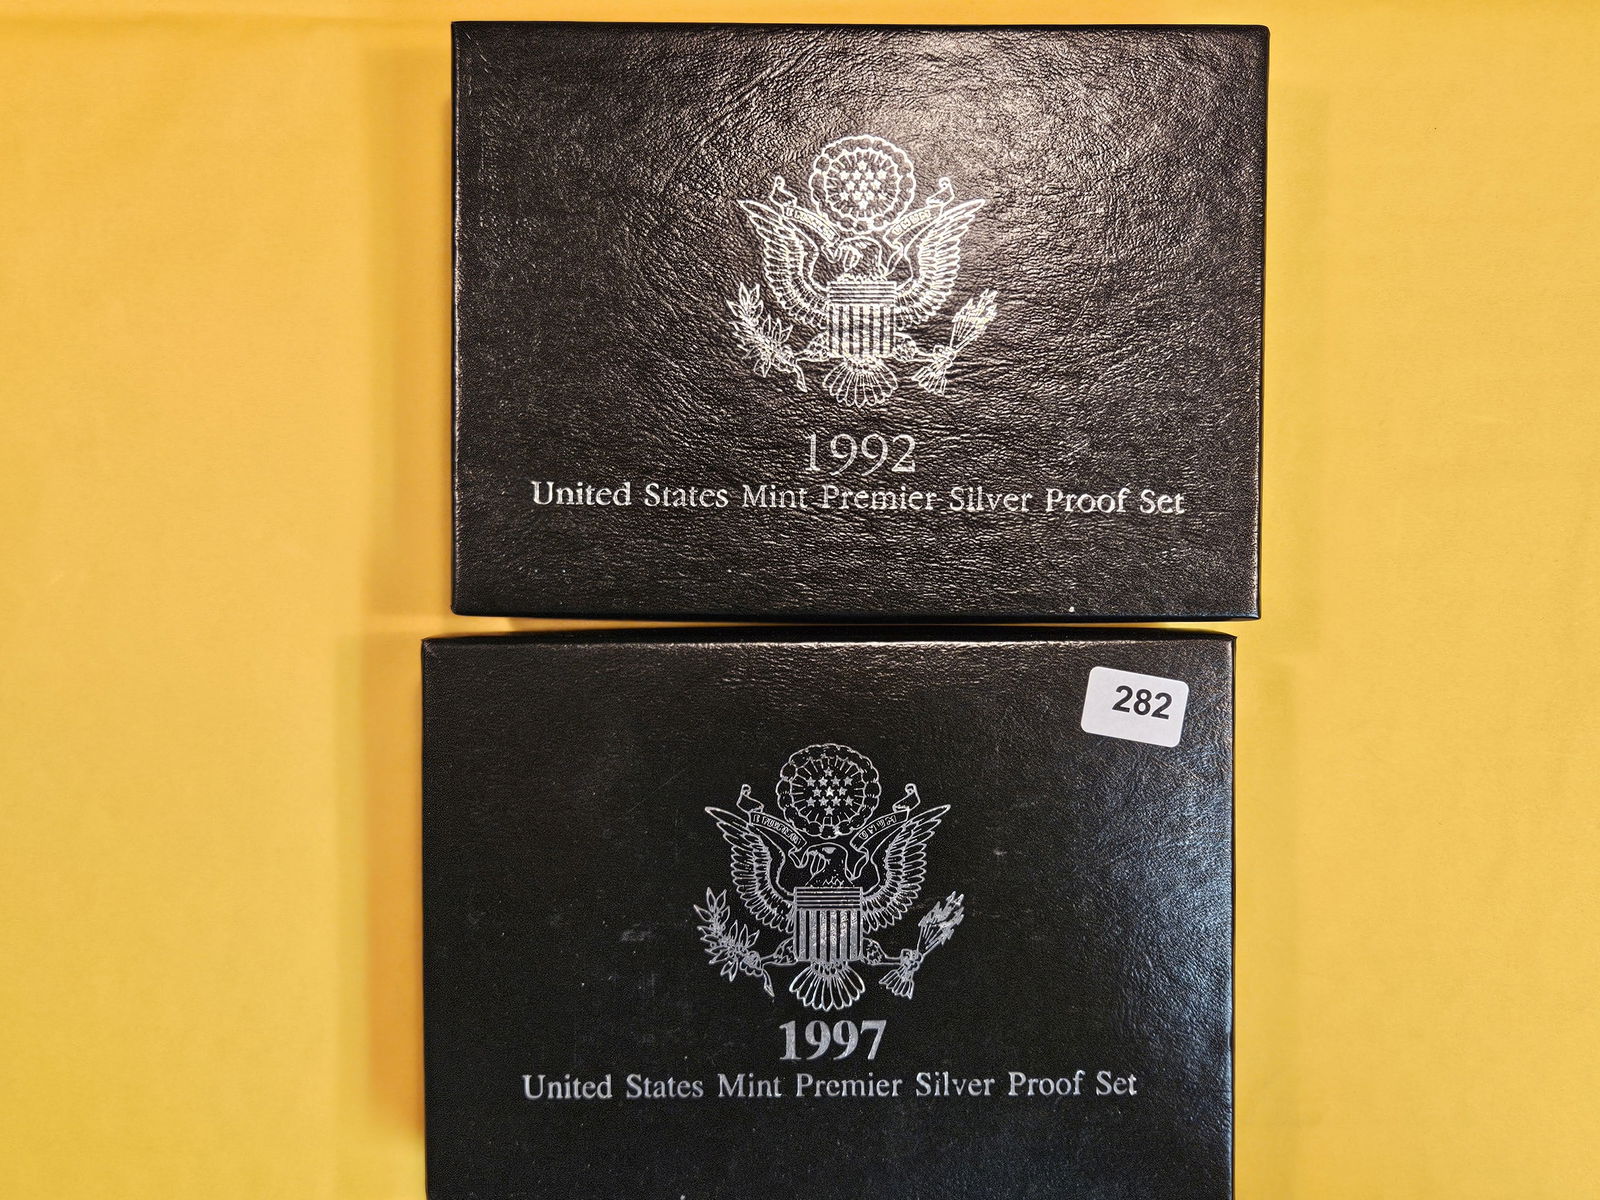 1992
United States Mint Premier Silver Proof Set
282
1997
United States Mint Premier Silver Proof Set